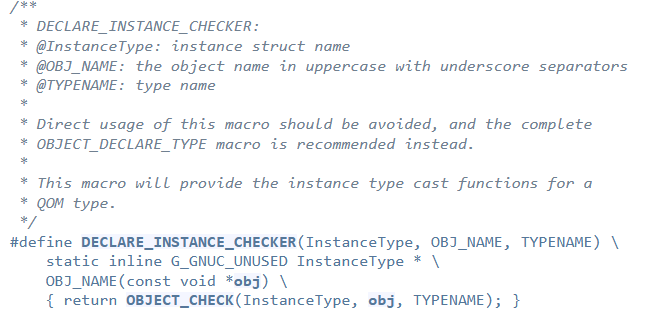 /**
 * DECLARE_INSTANCE_CHECKER:
 * @InstanceType: instance struct name
 * @OBJ_NAME: the object name in uppercase with underscore separators
 * @TYPENAME: type name
 *
 * Direct usage of this macro should be avoided, and the complete
 * OBJECT_DECLARE_TYPE macro is recommended instead.
 *
 * This macro will provide the instance type cast functions for a
 * QOM type.
 */
#define DECLARE_INSTANCE_CHECKER(InstanceType, OBJ_NAME, TYPENAME) \
    static inline G_GNUC_UNUSED InstanceType * \
    OBJ_NAME(const void *obj) \
    { return OBJECT_CHECK(InstanceType, obj, TYPENAME); }